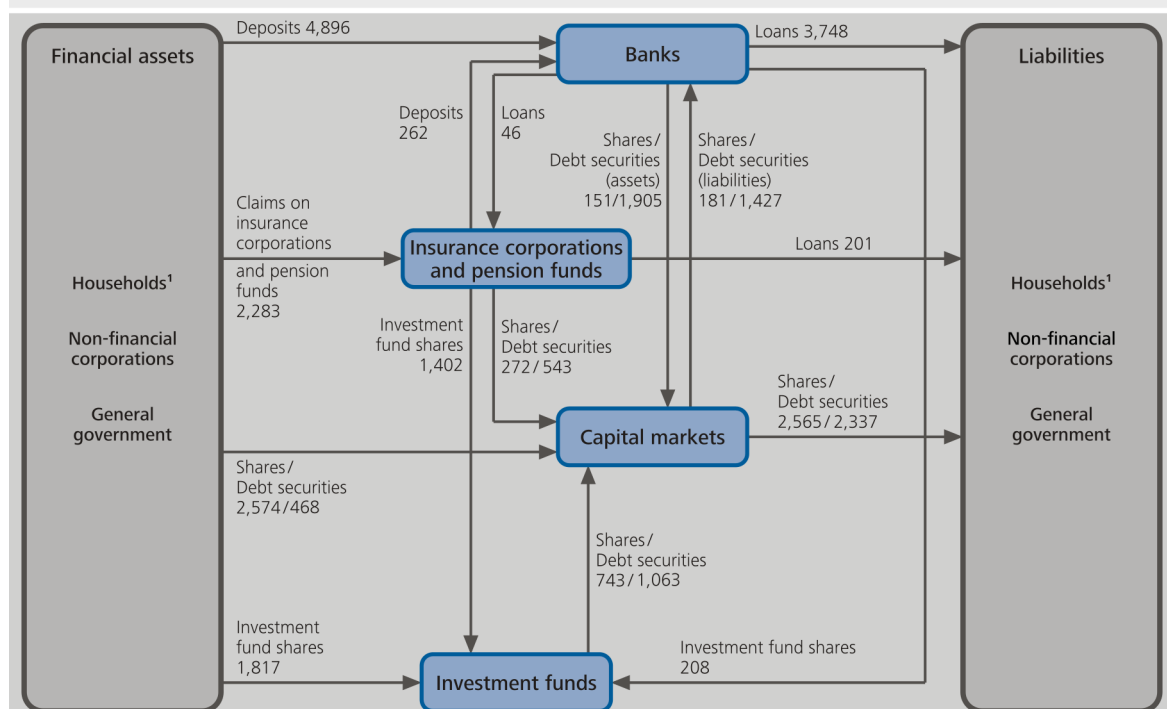 Financial assets
Households¹
Non-financial
corporations
General
government
Deposits 4,896
Banks
Loans 3,748
Liabilities
Households¹
Non-financial
corporations
General
government
Deposits
262
Loans
46
Shares/
Debt securities
(assets)
151/1,905
Shares/
Debt securities
(liabilities)
181/1,427
Claims on
insurance
corporations
and pension
funds
2,283
Insurance corporations
and pension funds
Loans 201
Investment
fund shares
1,402
Shares/
Debt securities
272/543
Capital markets
Shares/
Debt securities
2,565/2,337
Shares/
Debt securities
2,574/468
Shares/
Debt securities
743/1,063
Investment
fund shares
1,817
Investment funds
Investment fund shares
208